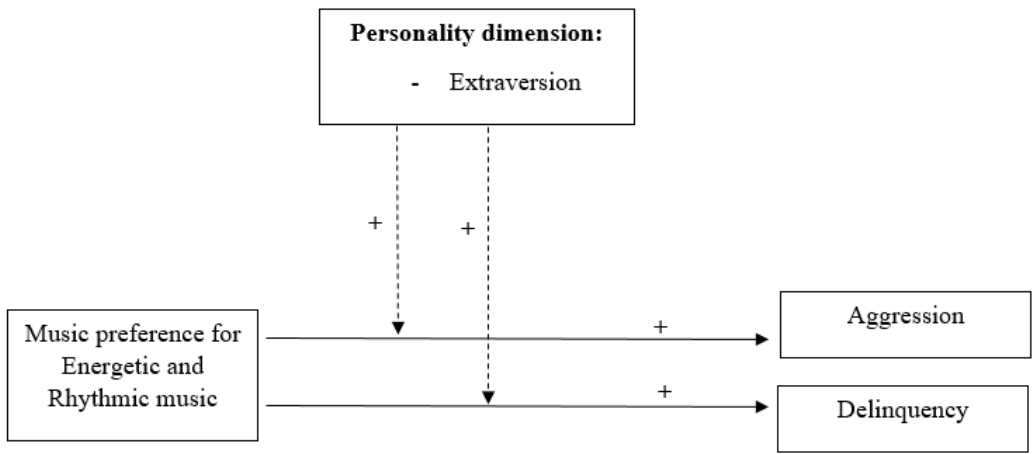 Personality dimension:
- Extraversion
+
+
Music preference for
Energetic and
Rhythmic music
+
Aggression
+
Delinquency